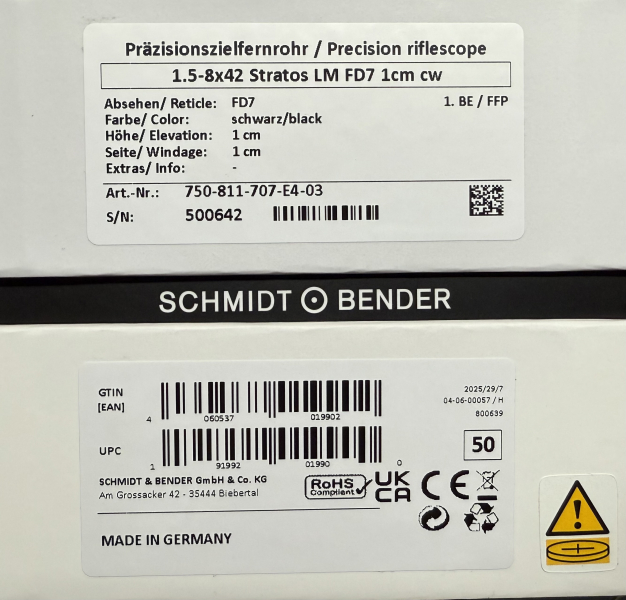 Präzisionszielfernrohr / Precision riflescope
1.5-8x42 Stratos LM FD7 1cm cw
Absehen/ Reticle: FD7 1. BE / FFP
Farbe/ Color: schwarz/black
Höhe/ Elevation: 1 cm
Seite/ Windage: 1 cm
Extras/ Info: -
Art.-Nr.: 750-811-707-E4-03
S/N: 500642
SCHMIDT BENDER
GTIN
[EAN]
4 060537 019902
2025/29/7
04-06-00057 / H
800639
UPC
1 91992 01990 0
50
SCHMIDT & BENDER GmbH & Co. KG
Am Grossacker 42 - 35444 Biebertal
RoHS
Compliant
UK
CA
CE
MADE IN GERMANY